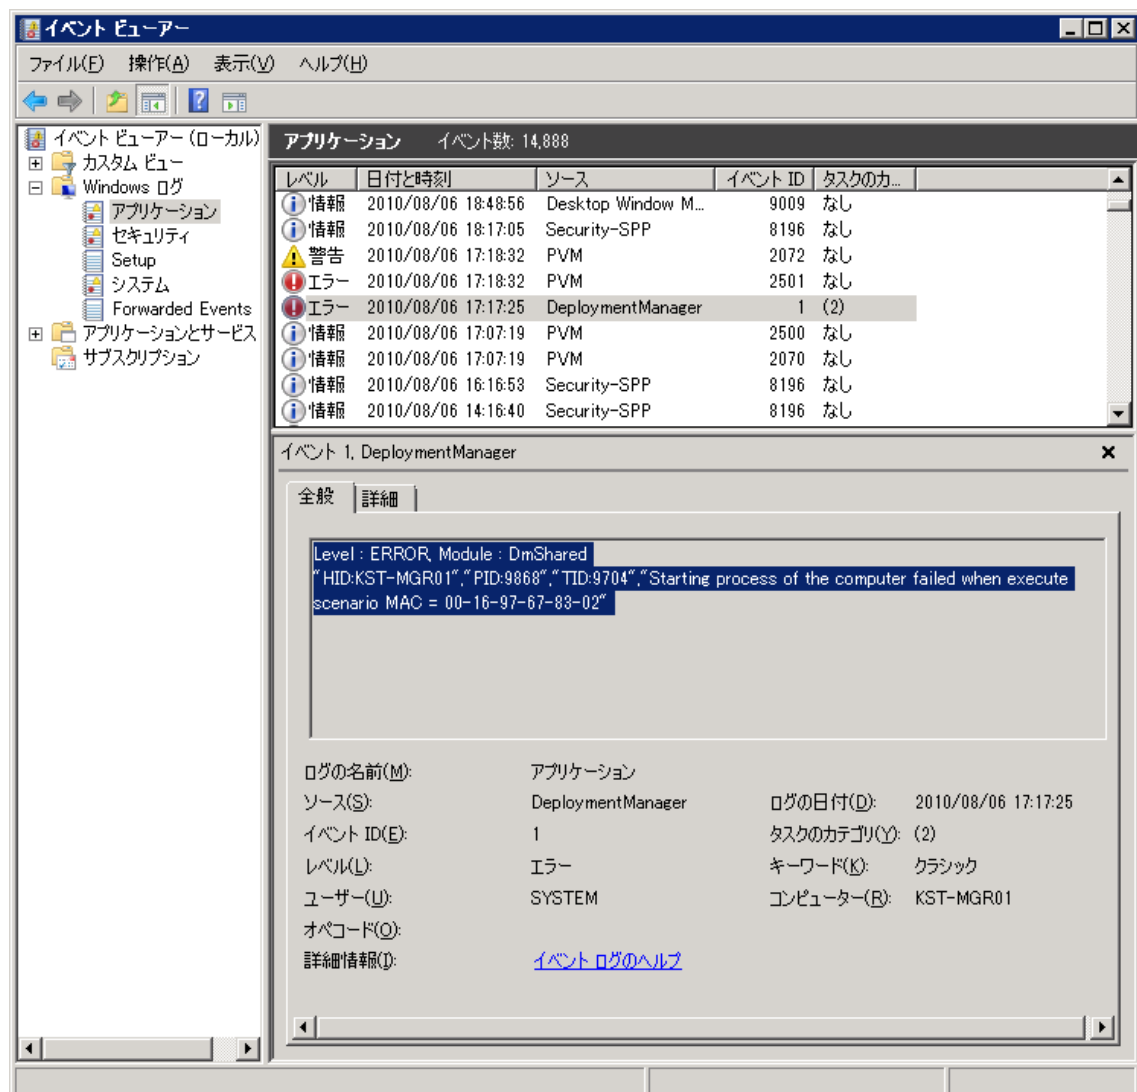 イベント ビューアー
ファイル(F) 操作(A) 表示(V) ヘルプ(H)
イベント ビューアー (ローカル)
カスタム ビュー
Windows ログ
アプリケーション
セキュリティ
Setup
システム
Forwarded Events
アプリケーションとサービス
サブスクリプション
アプリケーション イベント数: 14,888
レベル 日付と時刻 ソース イベント ID タスクのカ...
情報 2010/08/06 18:48:56 Desktop Window M... 9009 なし
情報 2010/08/06 18:17:05 Security-SPP 8196 なし
警告 2010/08/06 17:18:32 PVM 2072 なし
エラー 2010/08/06 17:18:32 PVM 2501 なし
エラー 2010/08/06 17:17:25 DeploymentManager 1 (2)
情報 2010/08/06 17:07:19 PVM 2500 なし
情報 2010/08/06 17:07:19 PVM 2070 なし
情報 2010/08/06 16:16:53 Security-SPP 8196 なし
情報 2010/08/06 14:16:40 Security-SPP 8196 なし
イベント 1, DeploymentManager
全般 詳細
Level : ERROR, Module : DmShared
"HID:KST-MGR01","PID:9868","TID:9704","Starting process of the computer failed when execute
scenario MAC = 00-16-97-67-83-02"
ログの名前(M): アプリケーション
ソース(S): DeploymentManager ログの日付(D): 2010/08/06 17:17:25
イベント ID(E): 1 タスクのカテゴリ(Y): (2)
レベル(L): エラー キーワード(K): クラシック
ユーザー(U): SYSTEM コンピューター(R): KST-MGR01
オペコード(O):
詳細情報(I): イベント ログのヘルプ